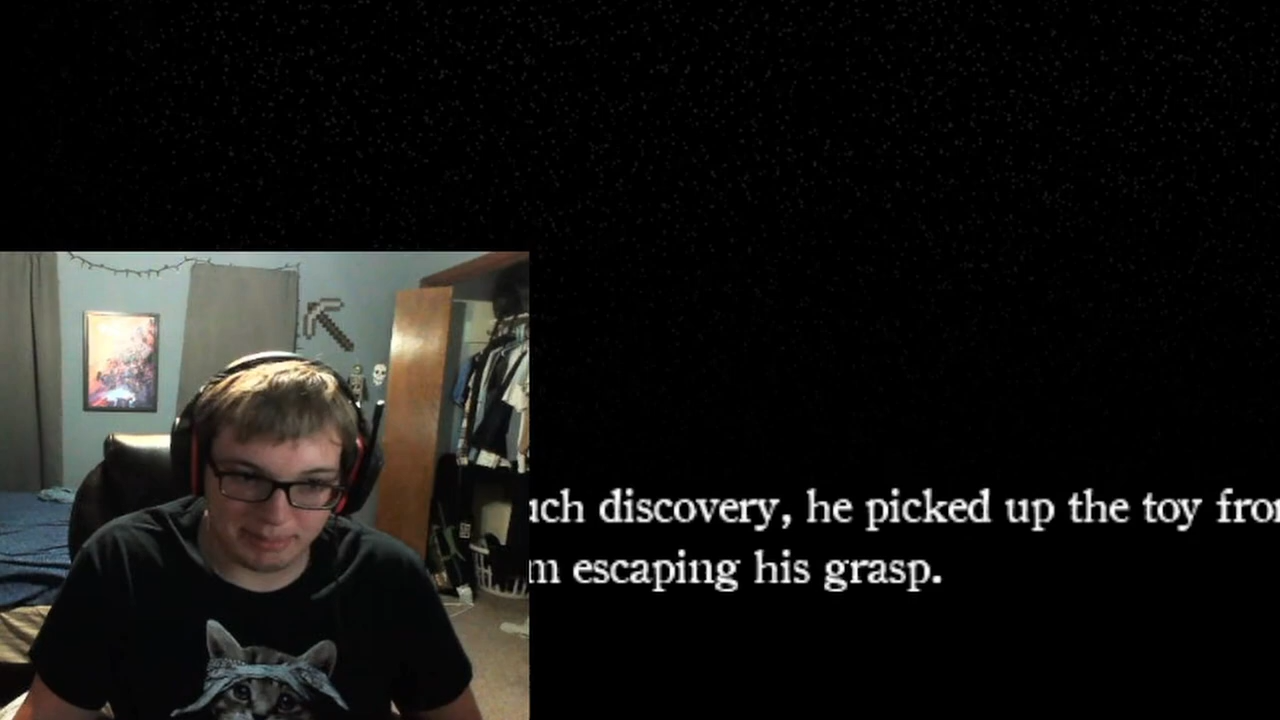 discovery, he picked up the toy
escaping his grasp.